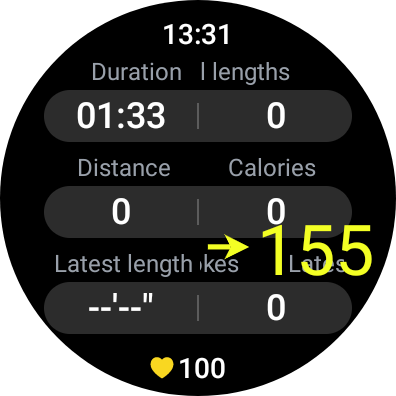 13:31
Duration l lengths
01:33 0
Distance Calories
0 0
155
Latest length kes Lates
--'--" 0
100